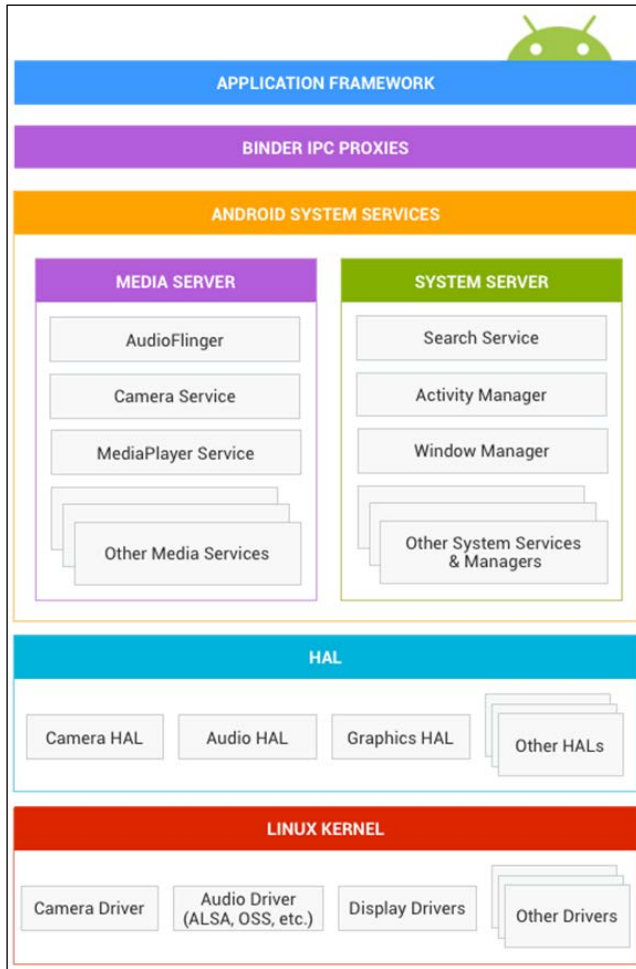 APPLICATION FRAMEWORK
BINDER IPC PROXIES
ANDROID SYSTEM SERVICES
MEDIA SERVER
AudioFlinger
Camera Service
MediaPlayer Service
Other Media Services
SYSTEM SERVER
Search Service
Activity Manager
Window Manager
Other System Services
& Managers
HAL
Camera HAL
Audio HAL
Graphics HAL
Other HALs
LINUX KERNEL
Camera Driver
Audio Driver
(ALSA, OSS, etc.)
Display Drivers
Other Drivers